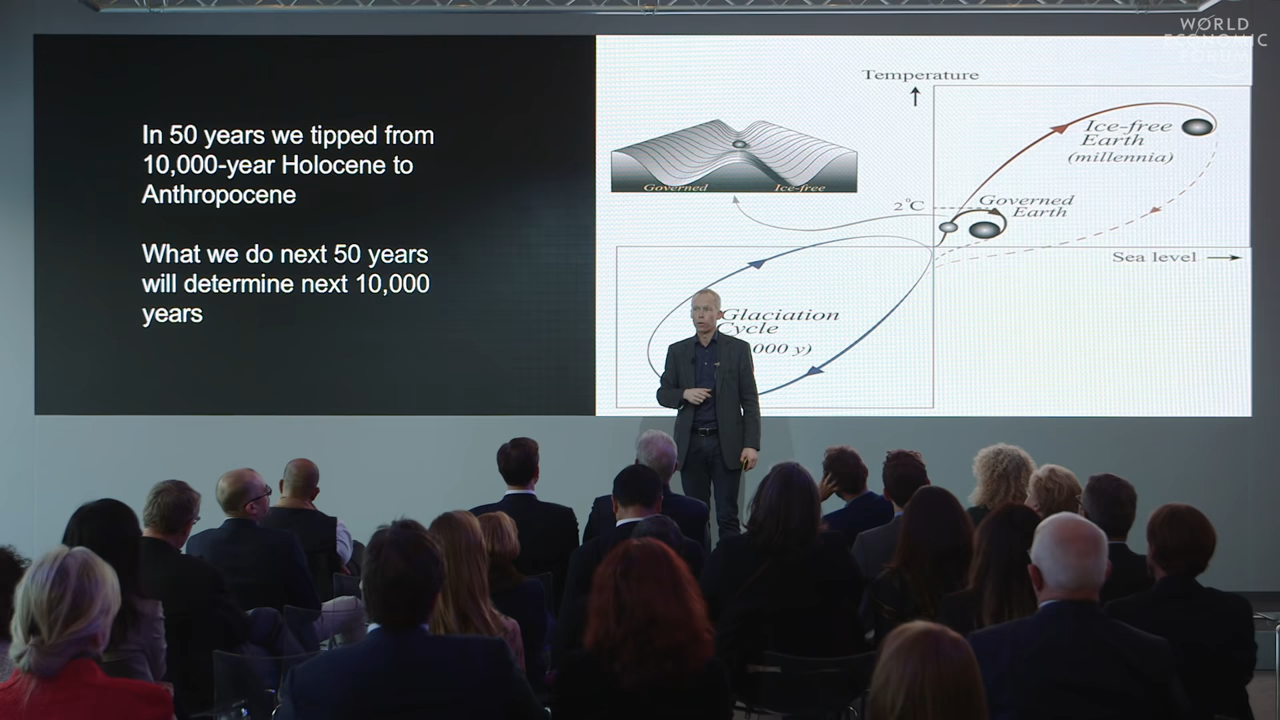 WORLD
ECONOMIC
FORUM
In 50 years we tipped from
10,000-year Holocene to
Anthropocene
What we do next 50 years
will determine next 10,000
years
Temperature
Ice-free
Earth
(millennia)
Governed
Ice-free
2°C
Governed
Earth
Sea level
Glaciation
Cycle
000 y)